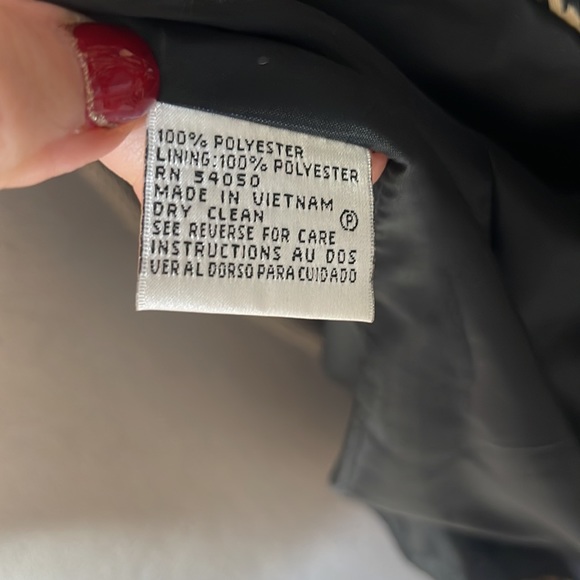 100% POLYESTER
LINING:100% POLYESTER
RN 54050
MADE IN VIETNAM
DRY CLEAN Ⓟ
SEE REVERSE FOR CARE
INSTRUCTIONS AU DOS
VER AL DORSO PARA CUIDADO